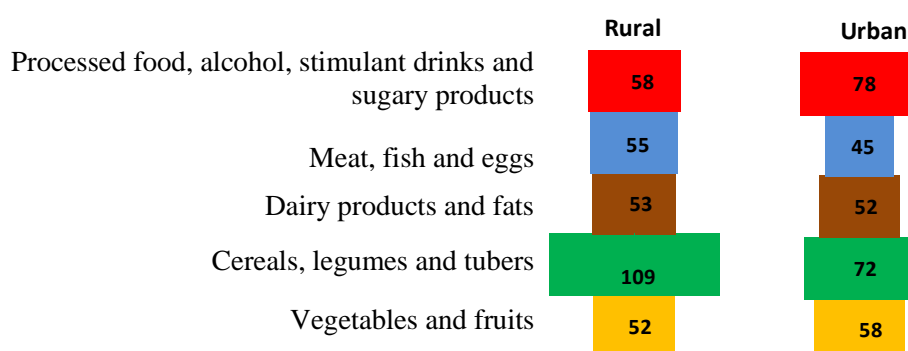 Rural Urban
Processed food, alcohol, stimulant drinks and
sugary products
58 78
Meat, fish and eggs
55 45
Dairy products and fats
53 52
Cereals, legumes and tubers
109 72
Vegetables and fruits
52 58